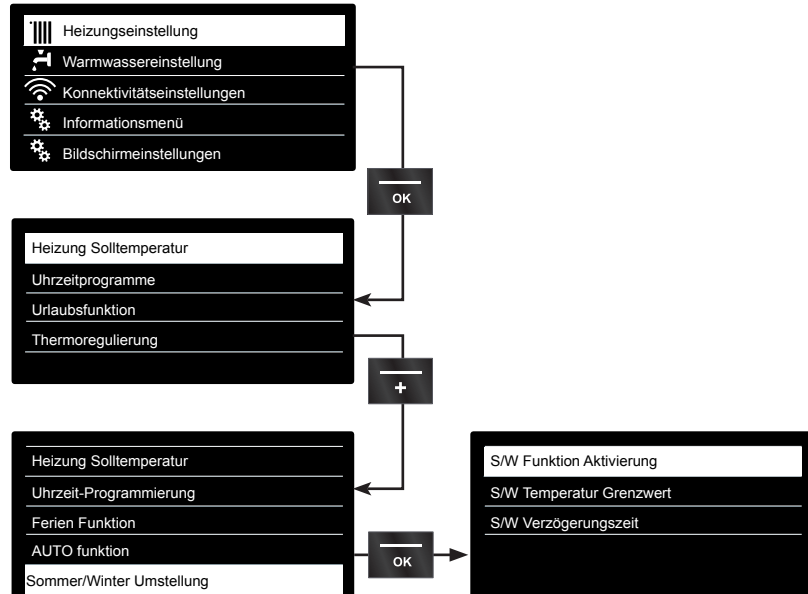 Heizungseinstellung
Warmwassereinstellung
Konnektivitätseinstellungen
Informationsmenü
Bildschirmeinstellungen
OK
Heizung Solltemperatur
Uhrzeitprogramme
Urlaubsfunktion
Thermoregulierung
+
Heizung Solltemperatur
Uhrzeit-Programmierung
Ferien Funktion
AUTO funktion
Sommer/Winter Umstellung
OK
S/W Funktion Aktivierung
S/W Temperatur Grenzwert
S/W Verzögerungszeit